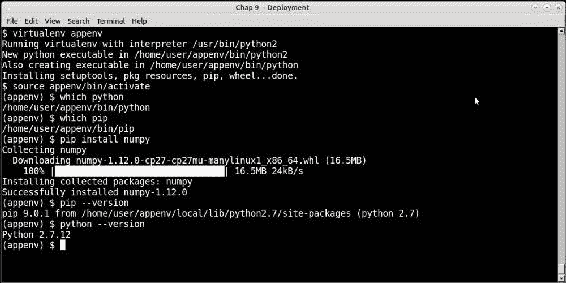 Chap 9 - Deployment
File Edit View Search Terminal Help
$ virtualenv appenv
Running virtualenv with interpreter /usr/bin/python2
New python executable in /home/user/appenv/bin/python2
Also creating executable in /home/user/appenv/bin/python
Installing setuptools, pkg_resources, pip, wheel...done.
$ source appenv/bin/activate
(appenv) $ which python
/home/user/appenv/bin/python
(appenv) $ which pip
/home/user/appenv/bin/pip
(appenv) $ pip install numpy
Collecting numpy
Downloading numpy-1.12.0-cp27-cp27mu-manylinux1_x86_64.whl (16.5MB)
100% |████████████████████████████████| 16.5MB 24kB/s
Installing collected packages: numpy
Successfully installed numpy-1.12.0
(appenv) $ pip --version
pip 9.0.1 from /home/user/appenv/local/lib/python2.7/site-packages (python 2.7)
(appenv) $ python --version
Python 2.7.12
(appenv) $